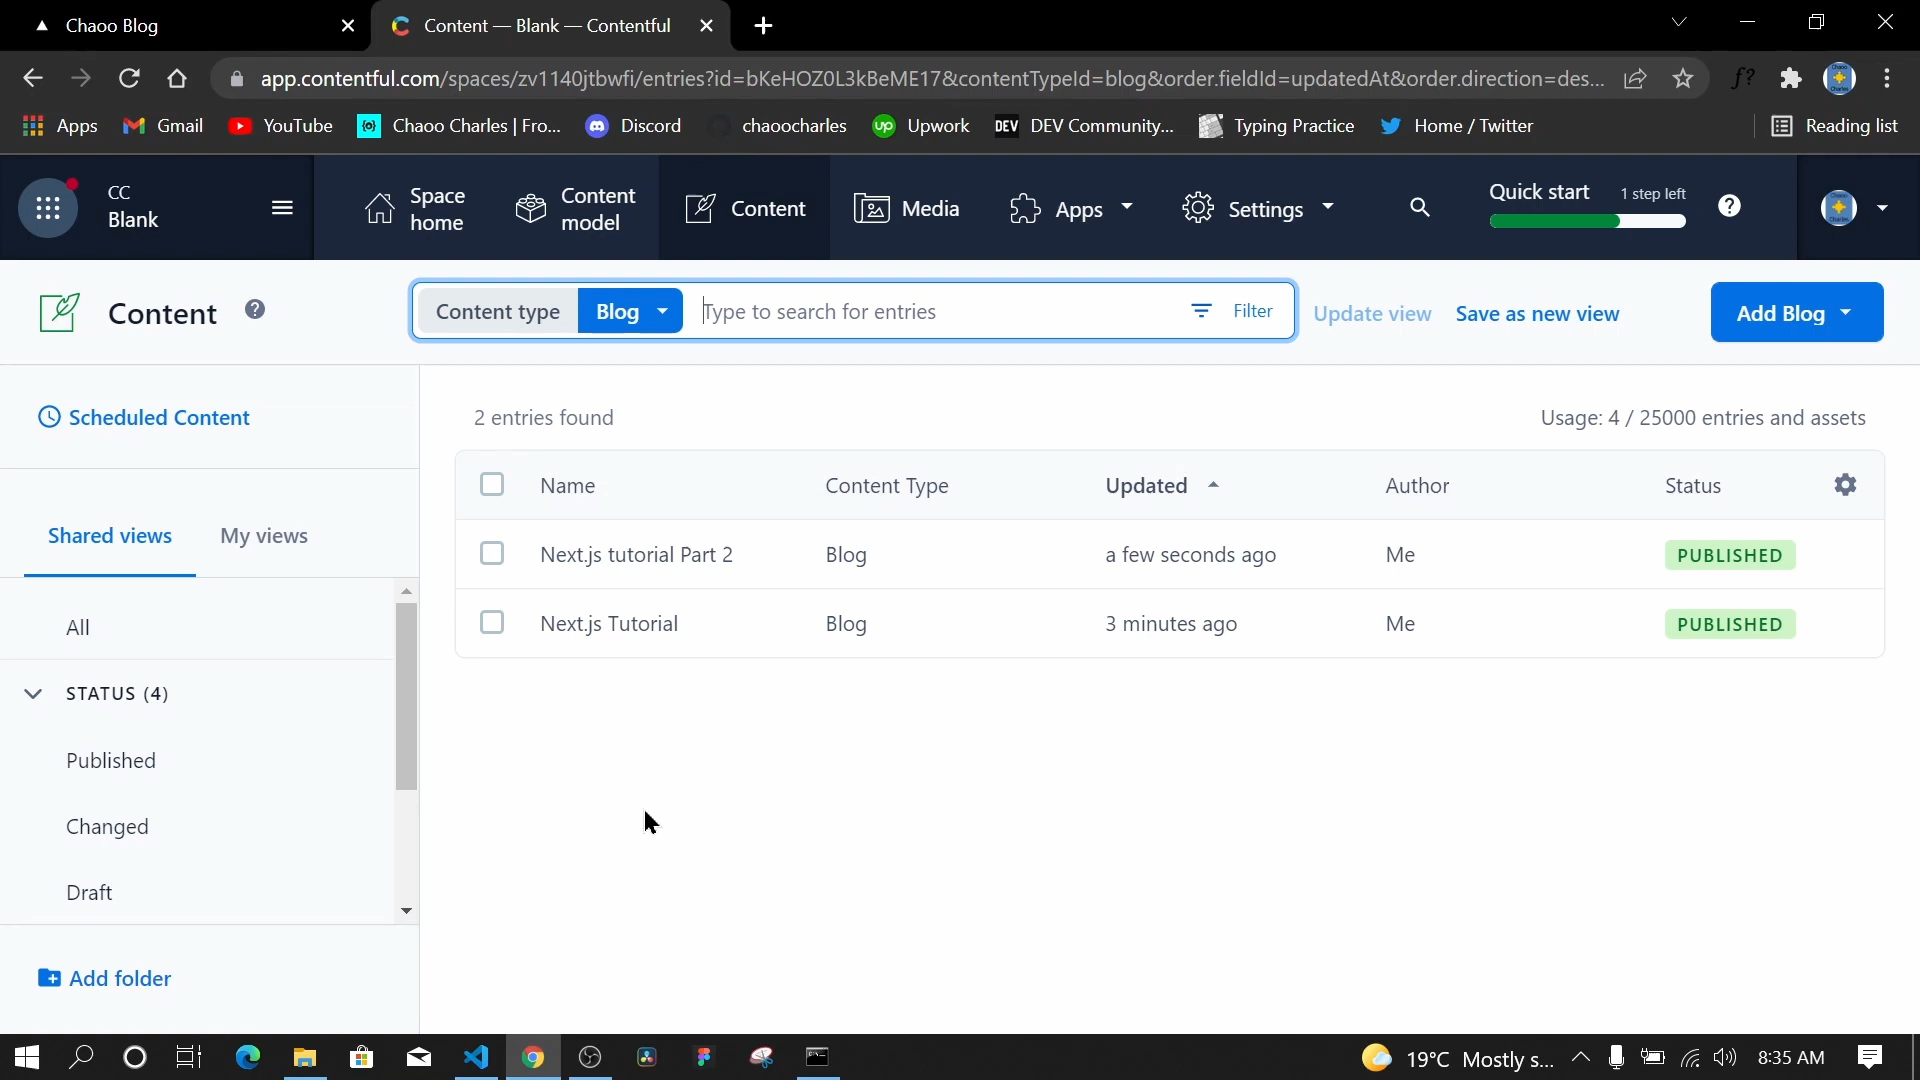 Chaoo Blog
Content — Blank — Contentful
app.contentful.com/spaces/zv1140jtbwfi/entries?id=bKeHOZ0L3kBeME17&contentTypeId=blog&order.fieldId=updatedAt&order.direction=des...
f?
Apps
Gmail
YouTube
Chaoo Charles | Fro...
Discord
chaoocharles
up Upwork
DEV DEV Community...
Typing Practice
Home / Twitter
Reading list
CC
Blank
Space home
Content model
Content
Media
Apps
Settings
Quick start
1 step left
Content
Content type
Blog
Type to search for entries
Filter
Update view
Save as new view
Add Blog
Scheduled Content
2 entries found
Usage: 4 / 25000 entries and assets
Shared views
My views
Name Content Type Updated Author Status
Next.js tutorial Part 2 Blog a few seconds ago Me PUBLISHED
Next.js Tutorial Blog 3 minutes ago Me PUBLISHED
All
STATUS (4)
Published
Changed
Draft
Add folder
19°C Mostly s...
8:35 AM